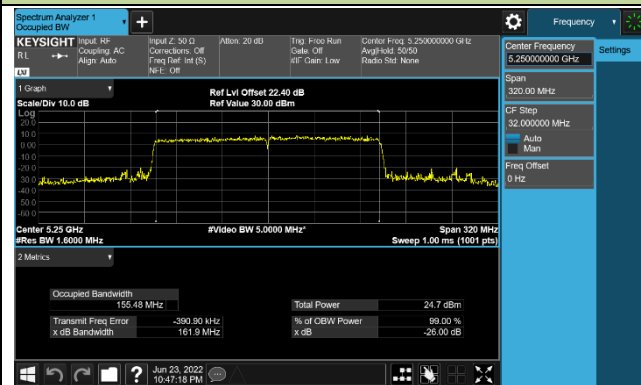 Spectrum Analyzer 1
Occupied BW
+
Frequency
KEYSIGHT
RL
LXI
Input: RF
Coupling: AC
Align: Auto
Input Z: 50 Ω
Corrections: Off
Freq Ref: Int (S)
NFE: Off
Atten: 20 dB
Trig: Free Run
Gate: Off
#IF Gain: Low
Center Freq: 5.250000000 GHz
Avg|Hold: 50/50
Radio Std: None
Center Frequency
5.250000000 GHz
Settings
Span
320.00 MHz
CF Step
32.000000 MHz
Auto
Man
Freq Offset
0 Hz
1 Graph
Scale/Div 10.0 dB
Ref Lvl Offset 22.40 dB
Ref Value 30.00 dBm
Log
20.0
10.0
0.00
-10.0
-20.0
-30.0
-40.0
-50.0
-60.0
Center 5.25 GHz
#Res BW 1.6000 MHz
#Video BW 5.0000 MHz*
Span 320 MHz
Sweep 1.00 ms (1001 pts)
2 Metrics
Occupied Bandwidth
155.48 MHz
Total Power
24.7 dBm
Transmit Freq Error
-390.90 kHz
% of OBW Power
99.00 %
x dB Bandwidth
161.9 MHz
x dB
-26.00 dB
?
Jun 23, 2022
10:47:18 PM